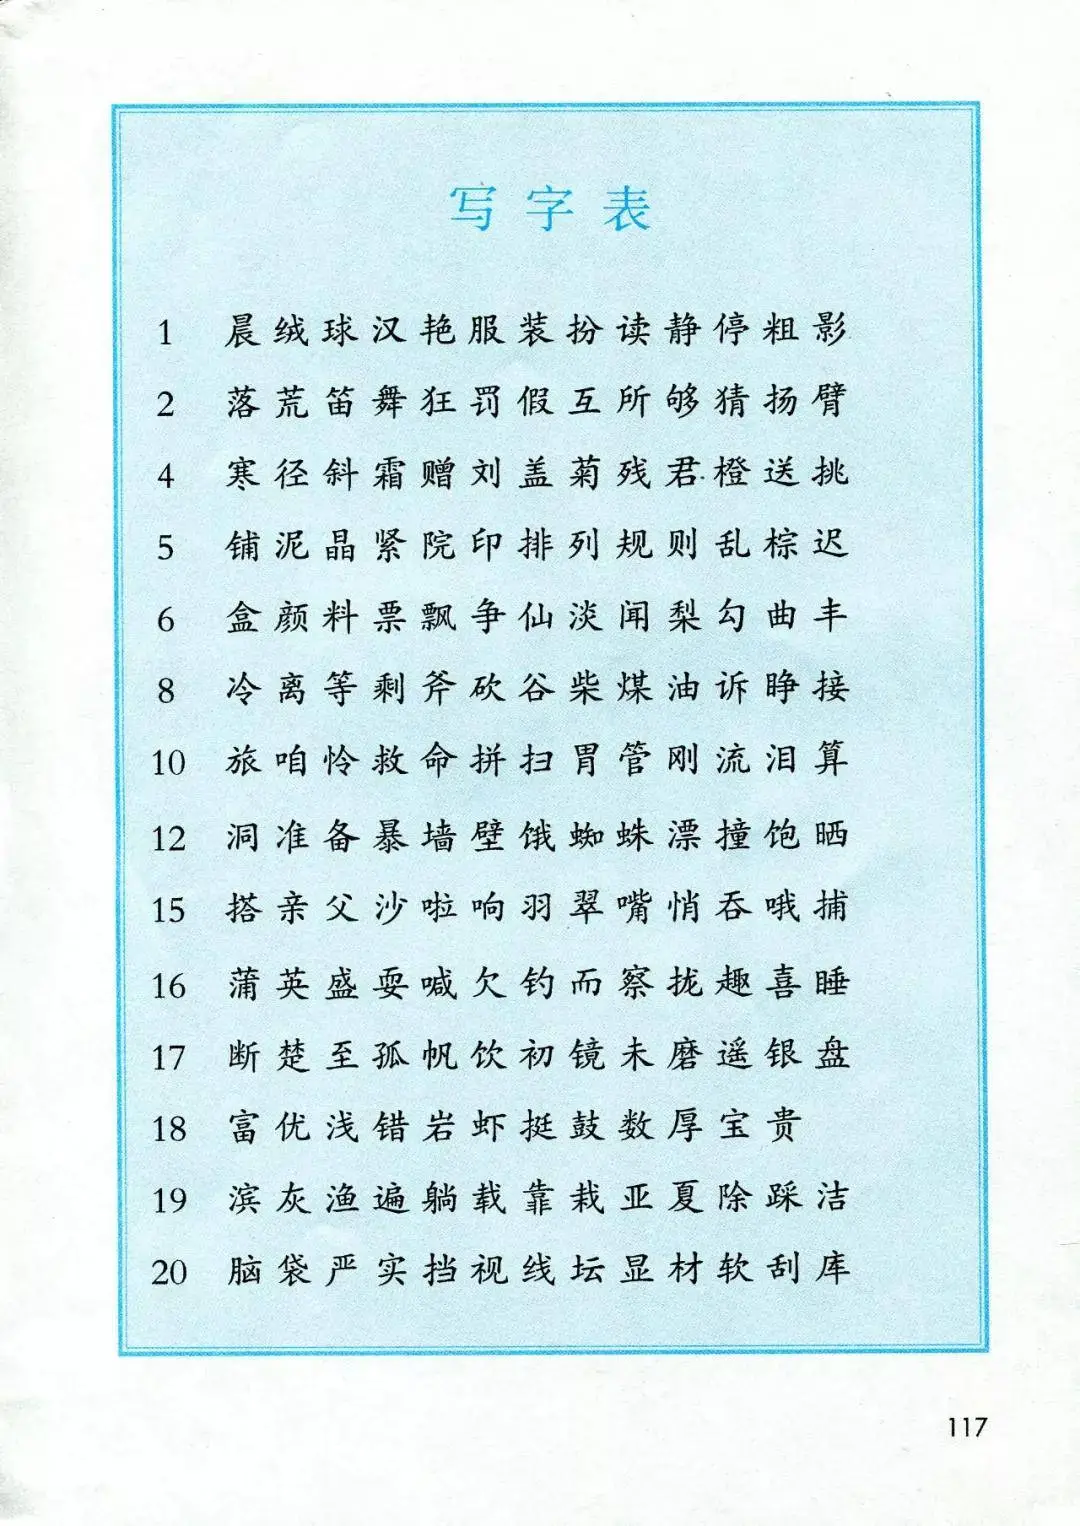 写字表
1 晨绒球汉艳服装扮读静停粗影
2 落荒笛舞狂罚假互所够猜扬臂
4 寒径斜霜赠刘盖菊残君橙送挑
5 铺泥晶紧院印排列规则乱棕迟
6 盒颜料票飘争仙淡闻梨勾曲丰
8 冷离等剩斧砍谷柴煤油诉睁接
10 旅咱怜救命拼扫胃管刚流泪算
12 洞准备暴墙壁饿蜘蛛漂撞饱晒
15 搭亲父沙啦响羽翠嘴悄吞哦捕
16 蒲英盛耍喊欠钓而察拢趣喜睡
17 断楚至孤帆饮初镜未磨遥银盘
18 富优浅错岩虾挺鼓数厚宝贵
19 滨灰渔遍躺载靠栽亚夏除踩洁
20 脑袋严实挡视线坛显材软刮库
117